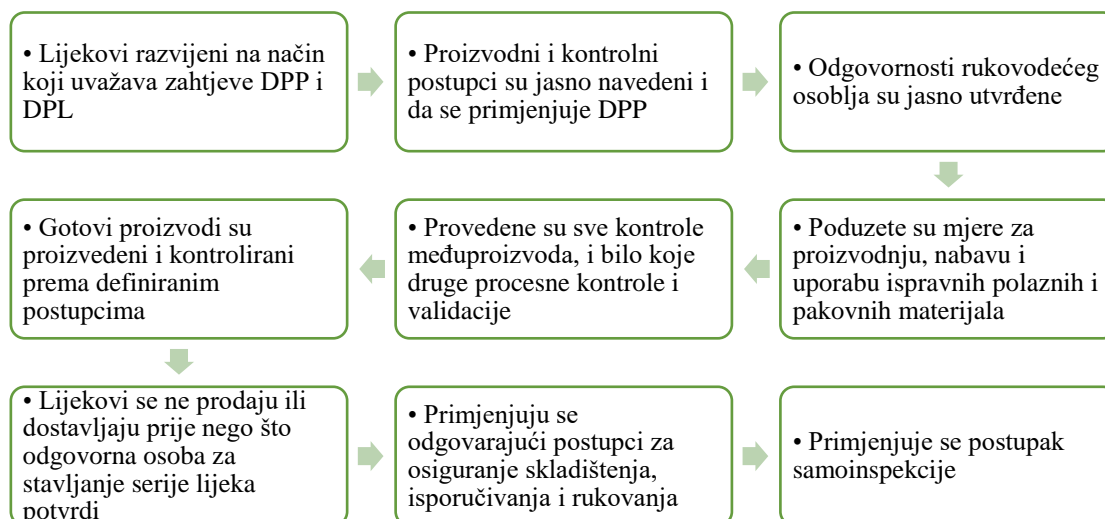 • Lijekovi razvijeni na način
koji uvažava zahtjeve DPP i
DPL
• Proizvodni i kontrolni
postupci su jasno navedeni i
da se primjenjuje DPP
• Odgovornosti rukovodećeg
osoblja su jasno utvrđene
• Poduzete su mjere za
proizvodnju, nabavu i
uporabu ispravnih polaznih i
pakovnih materijala
• Provedene su sve kontrole
međuproizvoda, i bilo koje
druge procesne kontrole i
validacije
• Gotovi proizvodi su
proizvedeni i kontrolirani
prema definiranim
postupcima
• Lijekovi se ne prodaju ili
dostavljaju prije nego što
odgovorna osoba za
stavljanje serije lijeka
potvrdi
• Primjenjuju se
odgovarajući postupci za
osiguranje skladištenja,
isporučivanja i rukovanja
• Primjenjuje se postupak
samoinspekcije